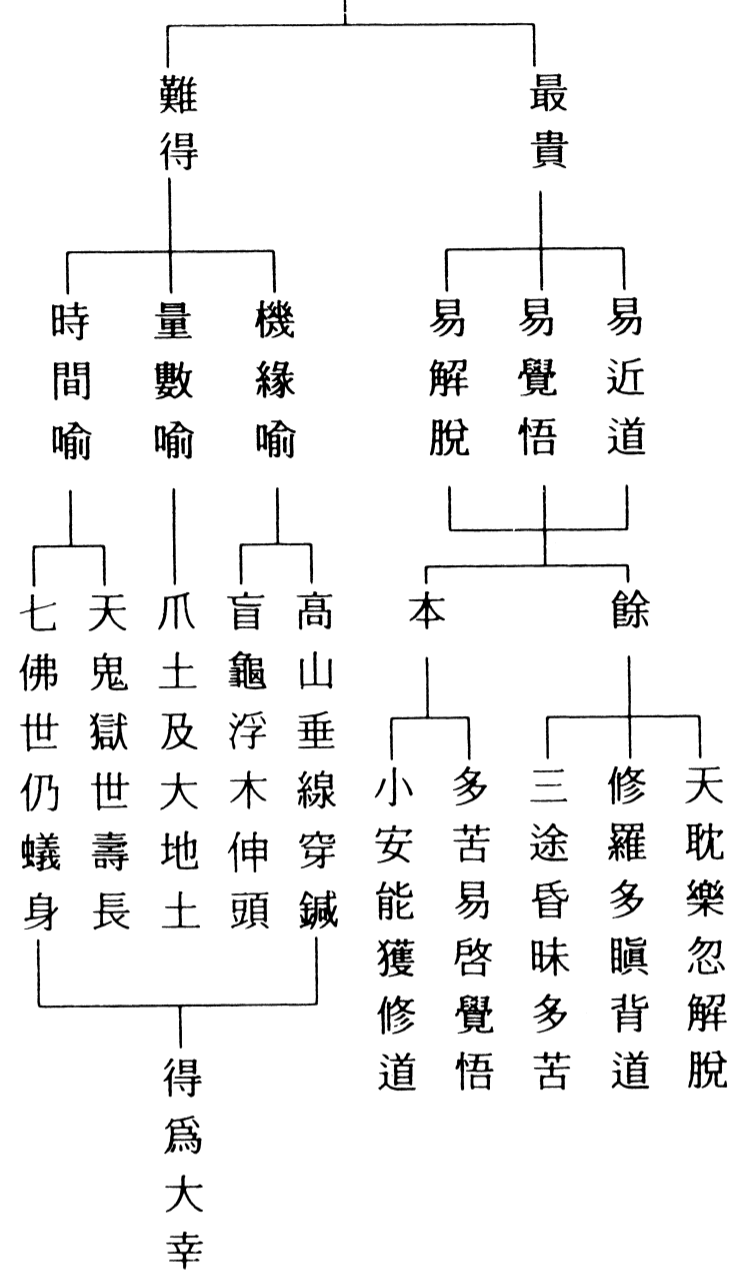 最貴
易近道
易覺悟
易解脫
餘
天耽樂忽解脫
修羅多瞋背道
三途昏昧多苦
本
多苦易啓覺悟
小安能獲修道
難得
機緣喻
高山垂線穿鍼
盲龜浮木伸頭
量數喻
爪土及大地土
時間喻
天鬼獄世壽長
七佛世仍蟻身
得爲大幸